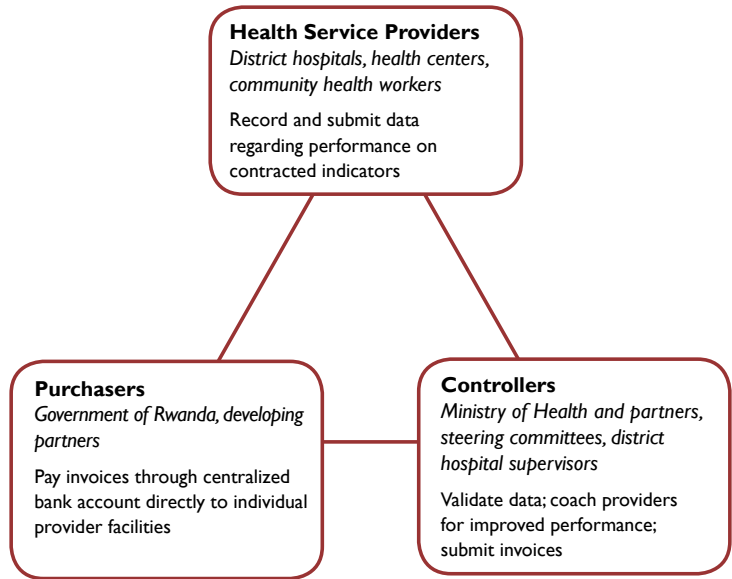 Health Service Providers
District hospitals, health centers,
community health workers
Record and submit data
regarding performance on
contracted indicators
Purchasers
Government of Rwanda, developing
partners
Pay invoices through centralized
bank account directly to individual
provider facilities
Controllers
Ministry of Health and partners,
steering committees, district
hospital supervisors
Validate data; coach providers
for improved performance;
submit invoices